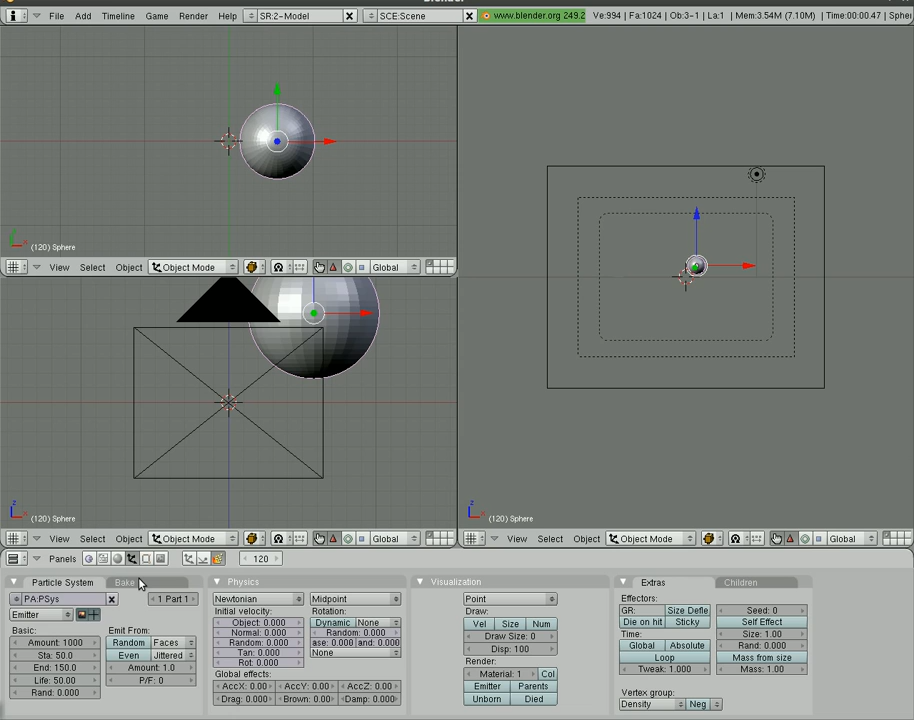 Blender
File Add Timeline Game Render Help SR:2-Model SCE:Scene www.blender.org 249.2 Ve:994 | Fa:1024 | Ob:3-1 | La:1 | Mem:3.54M (7.10M) | Time:00:00.47 | Sphe
(120) Sphere
View Select Object Object Mode Global
(120) Sphere
View Select Object Object Mode Global
(120) Sphere
View Select Object Object Mode Global
Panels 120
Particle System Bake
PA:PSys 1 Part 1
Emitter
Basic:
Amount: 1000
Sta: 50.0
End: 150.0
Life: 50.00
Rand: 0.000
Emit From:
Random Faces
Even Jittered
Amount: 1.0
P/F: 0
Physics
Newtonian Midpoint
Initial velocity:
Object: 0.000
Normal: 0.000
Random: 0.000
Tan: 0.000
Rot: 0.000
Rotation:
Dynamic None
Random: 0.000
ase: 0.000 and: 0.000
None
Global effects:
AccX: 0.00 AccY: 0.00 AccZ: 0.00
Drag: 0.000 Brown: 0.00 Damp: 0.000
Visualization
Point
Draw:
Vel Size Num
Draw Size: 0
Disp: 100
Render:
Material: 1 Col
Emitter Parents
Unborn Died
Extras Children
Effectors:
GR: Size Defle
Die on hit Sticky
Time:
Global Absolute
Loop
Tweak: 1.000
Seed: 0
Self Effect
Size: 1.00
Rand: 0.000
Mass from size
Mass: 1.00
Vertex group:
Density Neg